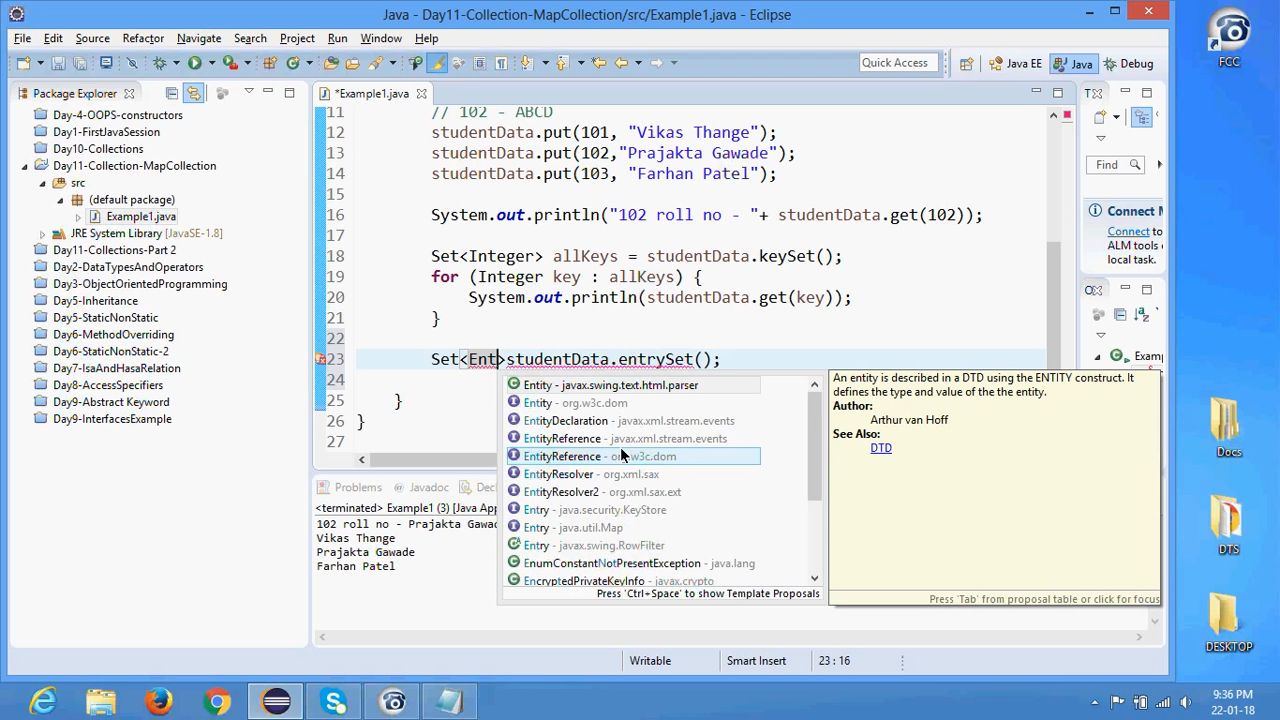 Java - Day11-Collection-MapCollection/src/Example1.java - Eclipse
FCC
File Edit Source Refactor Navigate Search Project Run Window Help
Quick Access Java EE Java Debug
Package Explorer
*Example1.java
Day-4-OOPS-constructors
Day1-FirstJavaSession
Day10-Collections
Day11-Collection-MapCollection
src
(default package)
Example1.java
JRE System Library [JavaSE-1.8]
Day11-Collections-Part 2
Day2-DataTypesAndOperators
Day3-ObjectOrientedProgramming
Day5-Inheritance
Day5-StaticNonStatic
Day6-MethodOverriding
Day6-StaticNonStatic-2
Day7-IsaAndHasaRelation
Day8-AccessSpecifiers
Day9-Abstract Keyword
Day9-InterfacesExample
11 // 102 - ABCD
12 studentData.put(101, "Vikas Thange");
13 studentData.put(102,"Prajakta Gawade");
14 studentData.put(103, "Farhan Patel");
15
16 System.out.println("102 roll no - "+ studentData.get(102));
17
18 Set<Integer> allKeys = studentData.keySet();
19 for (Integer key : allKeys) {
20 System.out.println(studentData.get(key));
21 }
22
23 Set<Ent>studentData.entrySet();
24
25 }
26 }
27
Find
Connect M
Connect to
ALM tools
local task.
Examp
Entity - javax.swing.text.html.parser
Entity - org.w3c.dom
EntityDeclaration - javax.xml.stream.events
EntityReference - javax.xml.stream.events
EntityReference - org.w3c.dom
EntityResolver - org.xml.sax
EntityResolver2 - org.xml.sax.ext
Entry - java.security.KeyStore
Entry - java.util.Map
Entry - javax.swing.RowFilter
EnumConstantNotPresentException - java.lang
EncryptedPrivateKeyInfo - javax.crypto
Press 'Ctrl+Space' to show Template Proposals
An entity is described in a DTD using the ENTITY construct. It
defines the type and value of the the entity.
Author:
Arthur van Hoff
See Also:
DTD
Press 'Tab' from proposal table or click for focus
Problems Javadoc Decl
<terminated> Example1 (3) [Java App
102 roll no - Prajakta Gawad
Vikas Thange
Prajakta Gawade
Farhan Patel
Writable Smart Insert 23 : 16
Docs
DTS
DESKTOP
9:36 PM
22-01-18